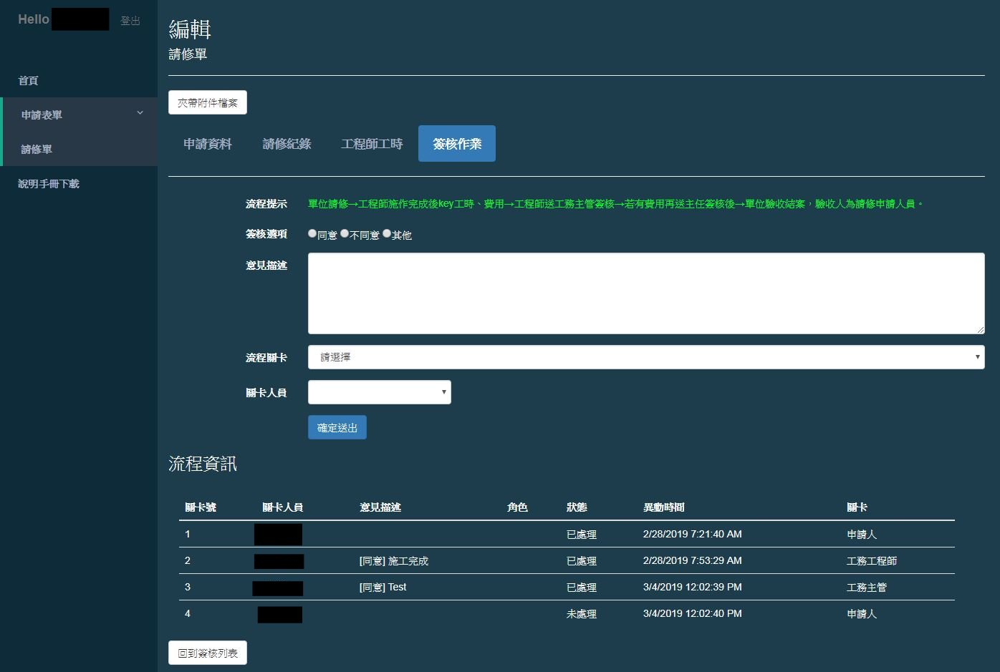 Hello
登出
首頁
申請表單
請修單
說明手冊下載
編輯
請修單
夾帶附件檔案
申請資料 請修紀錄 工程師工時 簽核作業
流程提示 單位請修→工程師施作完成後key工時、費用→工程師送工務主管簽核→若有費用再送主任簽核後→單位驗收結案，驗收人為請修申請人員。
簽核選項 同意 不同意 其他
意見描述
流程關卡 請選擇
關卡人員
確定送出
流程資訊
關卡號 關卡人員 意見描述 角色 狀態 異動時間 關卡
1 已處理 2/28/2019 7:21:40 AM 申請人
2 [同意] 施工完成 已處理 2/28/2019 7:53:29 AM 工務工程師
3 [同意] Test 已處理 3/4/2019 12:02:39 PM 工務主管
4 未處理 3/4/2019 12:02:40 PM 申請人
回到簽核列表